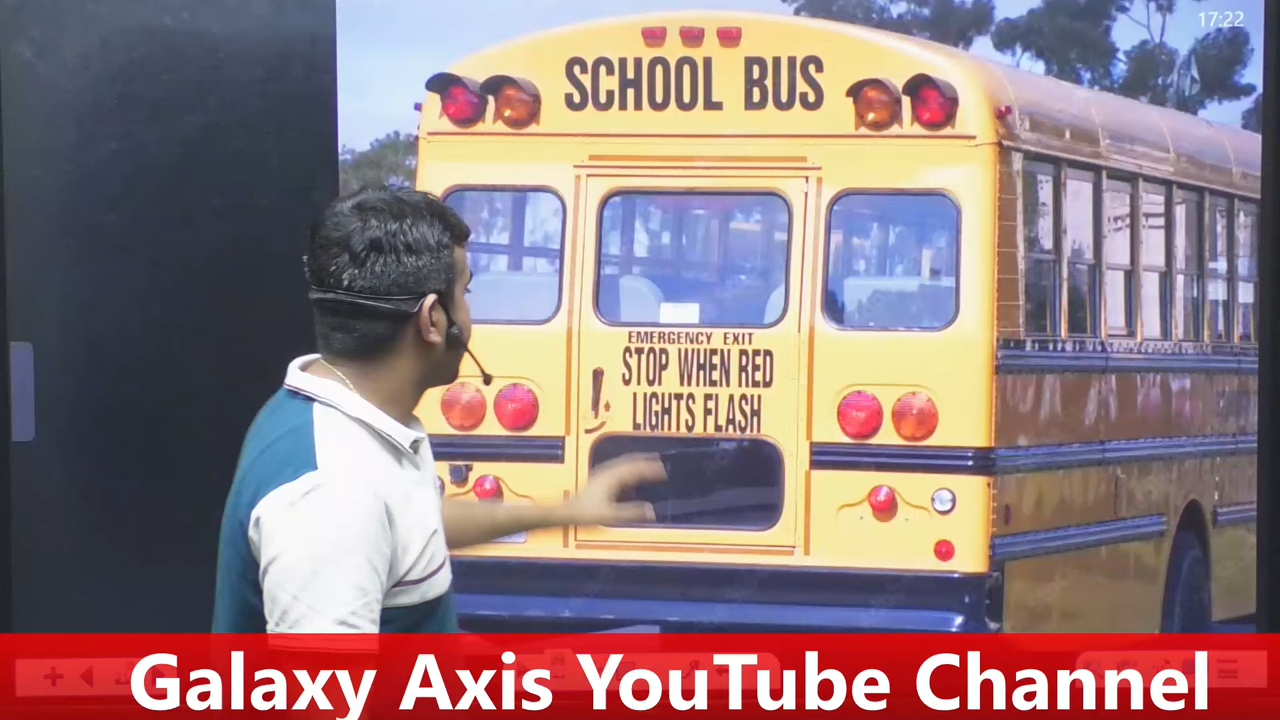 17:22
SCHOOL BUS
EMERGENCY EXIT
STOP WHEN RED
LIGHTS FLASH
Galaxy Axis YouTube Channel